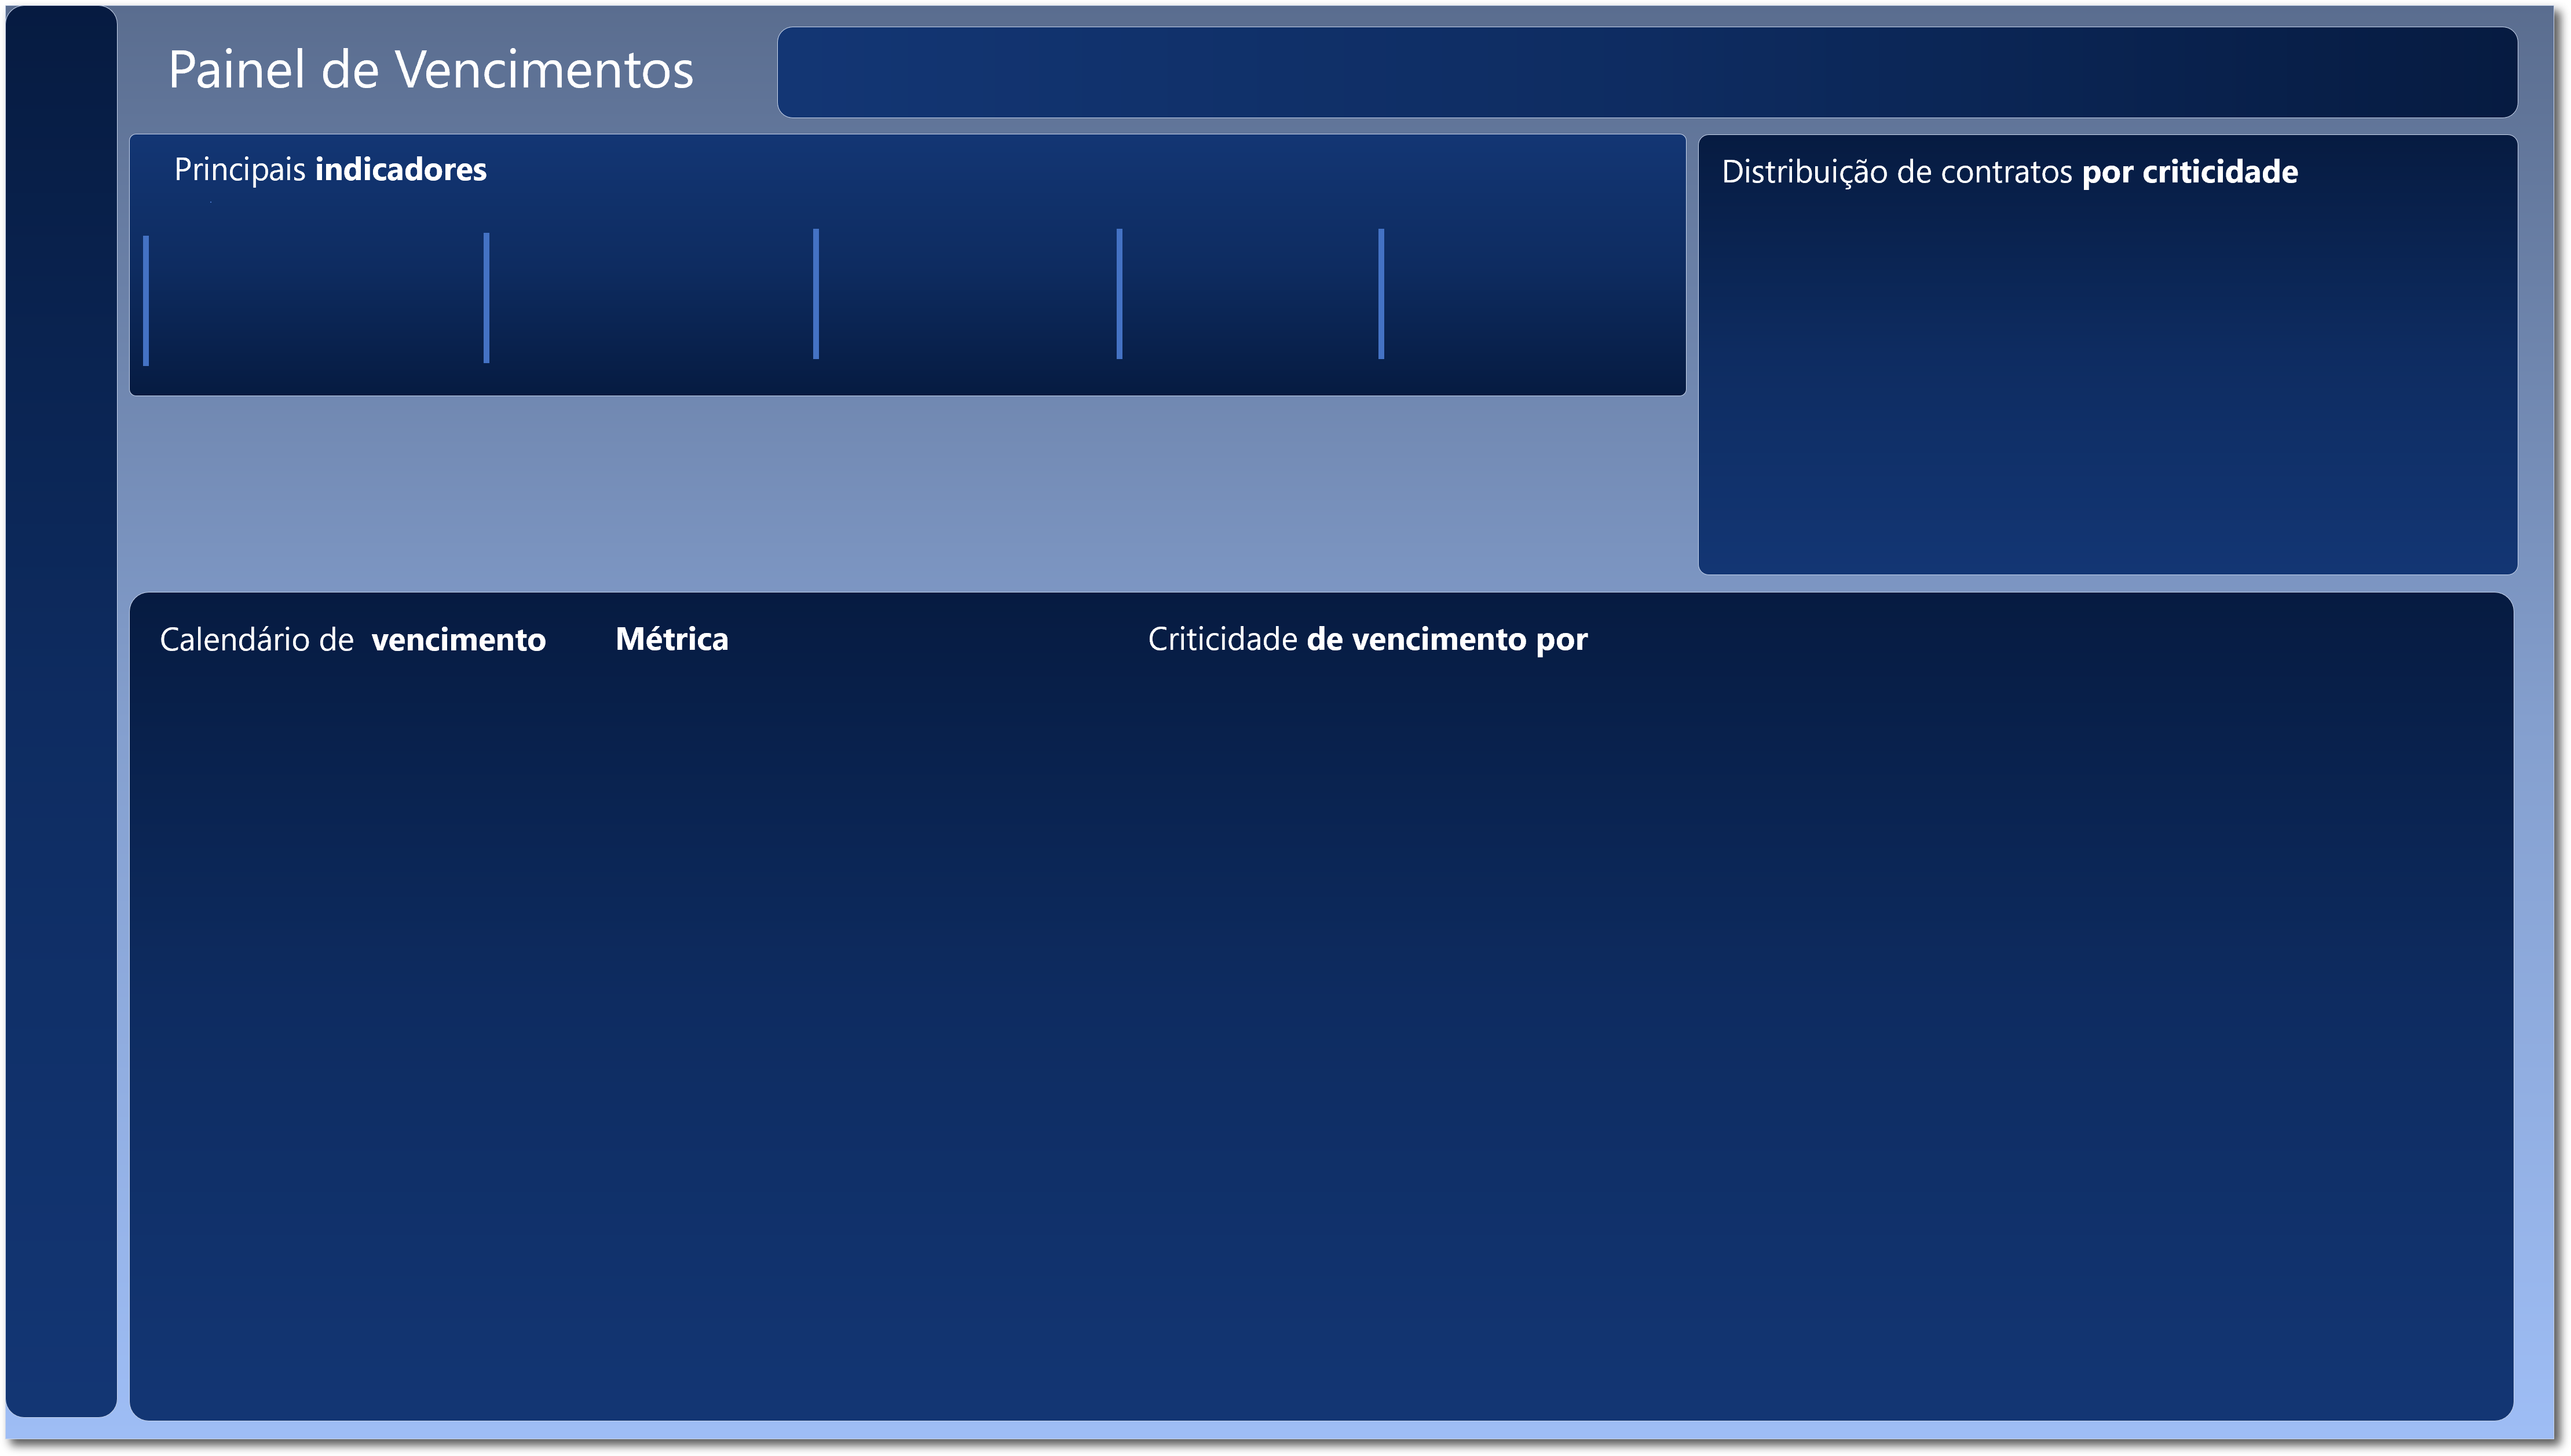 Painel de Vencimentos
Principais indicadores
Distribuição de contratos por criticidade
Calendário de vencimento
Métrica
Criticidade de vencimento por